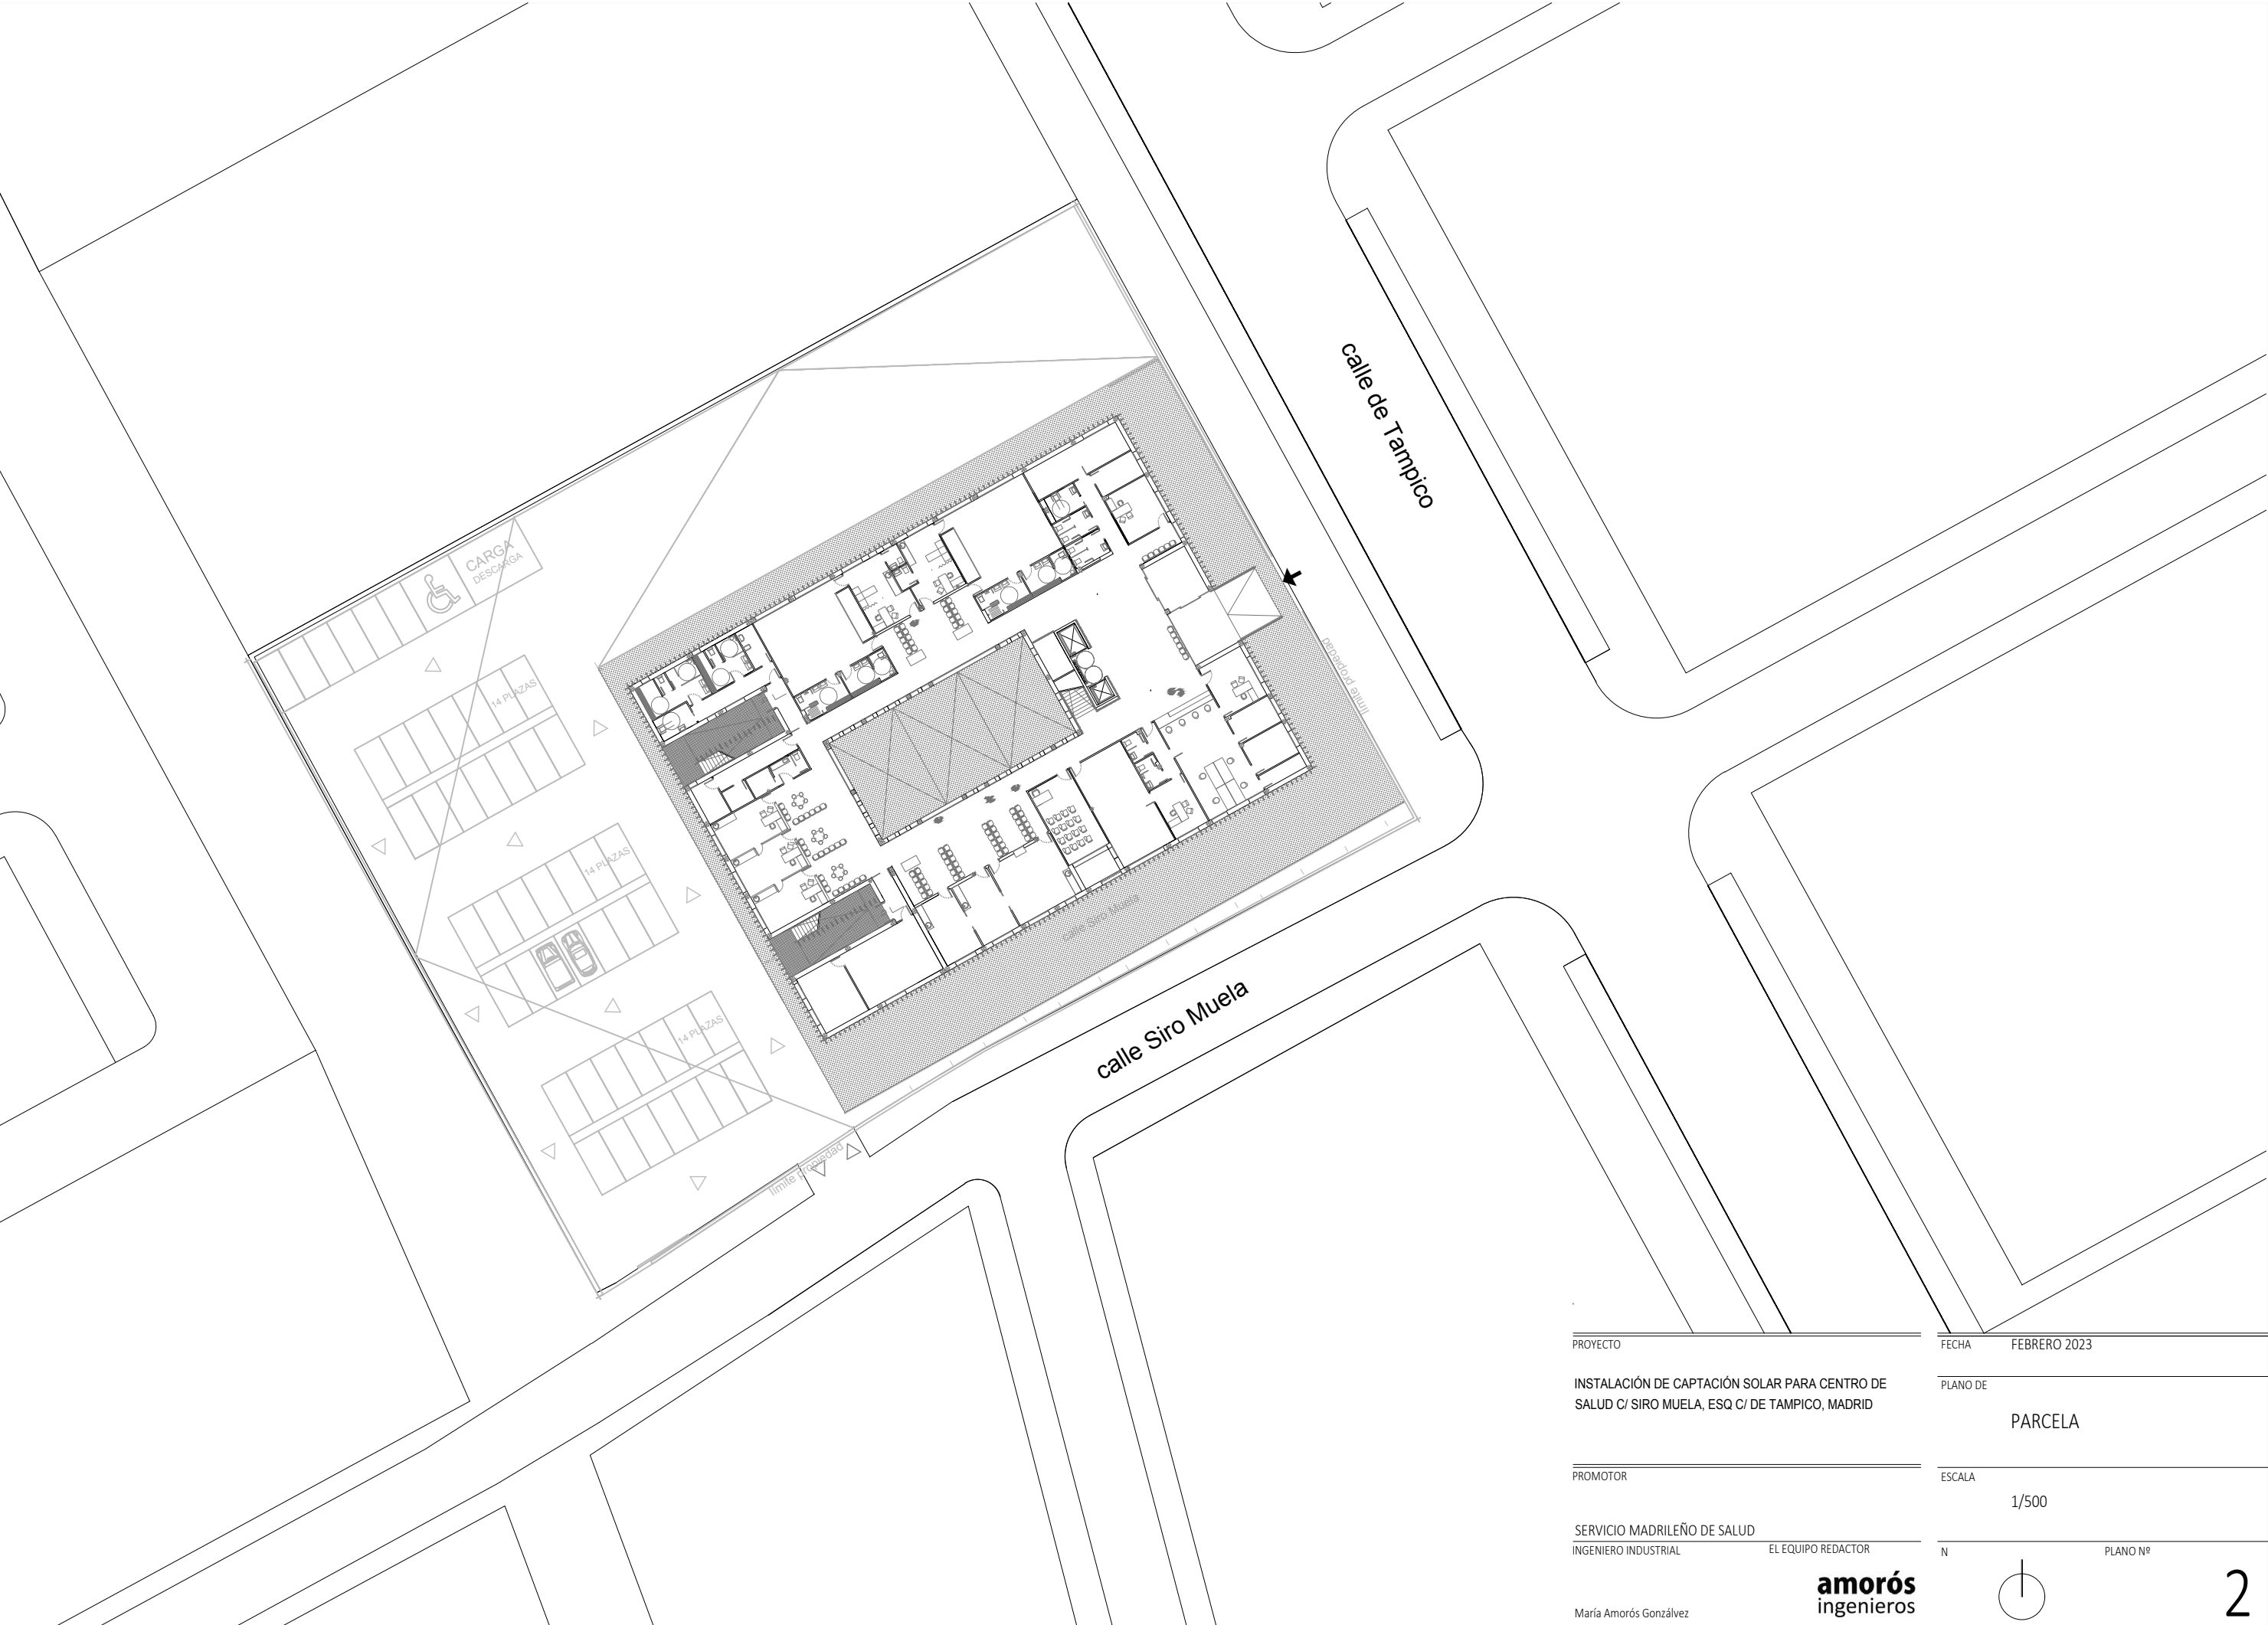 calle de Tampico
CARGA
DESCARGA
límite propiedad
14 PLAZAS
14 PLAZAS
calle Siro Muela
calle Siro Muela
14 PLAZAS
límite propiedad
PROYECTO
INSTALACIÓN DE CAPTACIÓN SOLAR PARA CENTRO DE
SALUD C/ SIRO MUELA, ESQ C/ DE TAMPICO, MADRID
PROMOTOR
SERVICIO MADRILEÑO DE SALUD
INGENIERO INDUSTRIAL
EL EQUIPO REDACTOR
amorós
ingenieros
María Amorós Gonzálvez
FECHA
FEBRERO 2023
PLANO DE
PARCELA
ESCALA
1/500
N
PLANO Nº
2